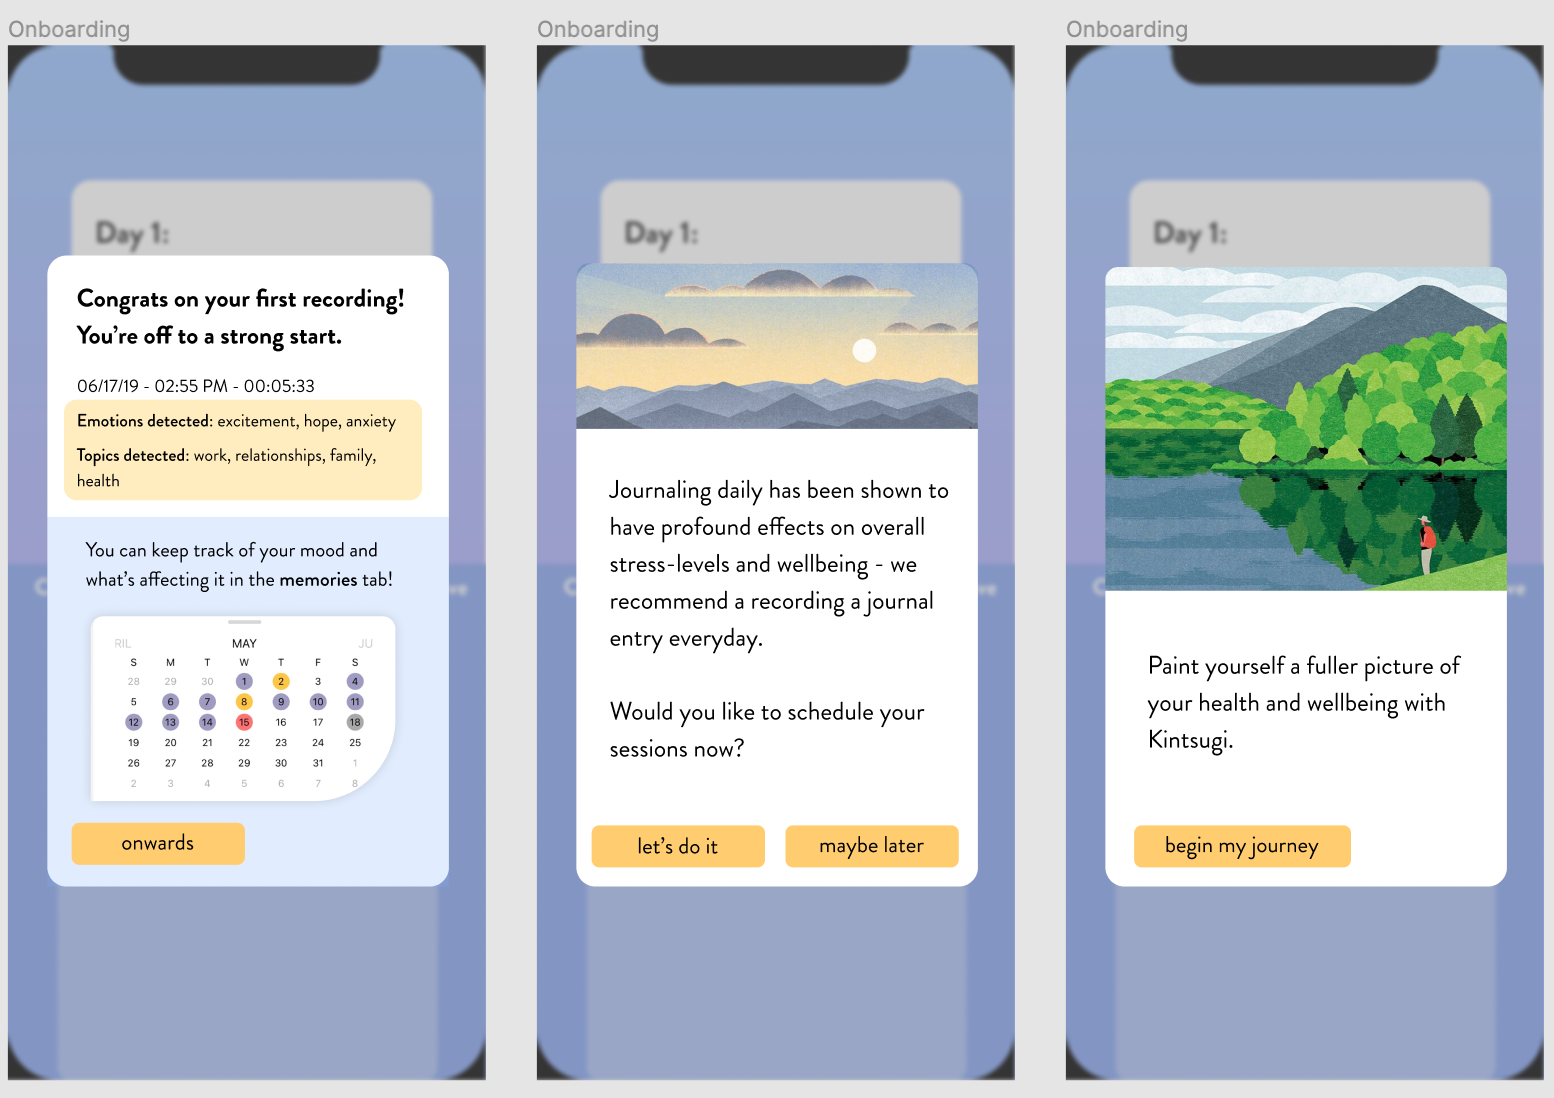 Onboarding
Day 1:
Congrats on your first recording!
You're off to a strong start.
06/17/19 - 02:55 PM - 00:05:33
Emotions detected: excitement, hope, anxiety
Topics detected: work, relationships, family,
health
You can keep track of your mood and
what's affecting it in the memories tab!
RIL MAY JU
S M T W T F S
28 29 30 1 2 3 4
5 6 7 8 9 10 11
12 13 14 15 16 17 18
19 20 21 22 23 24 25
26 27 28 29 30 31 1
2 3 4 5 6 7 8
onwards
Onboarding
Day 1:
Journaling daily has been shown to
have profound effects on overall
stress-levels and wellbeing - we
recommend a recording a journal
entry everyday.
Would you like to schedule your
sessions now?
let's do it
maybe later
Onboarding
Day 1:
Paint yourself a fuller picture of
your health and wellbeing with
Kintsugi.
begin my journey